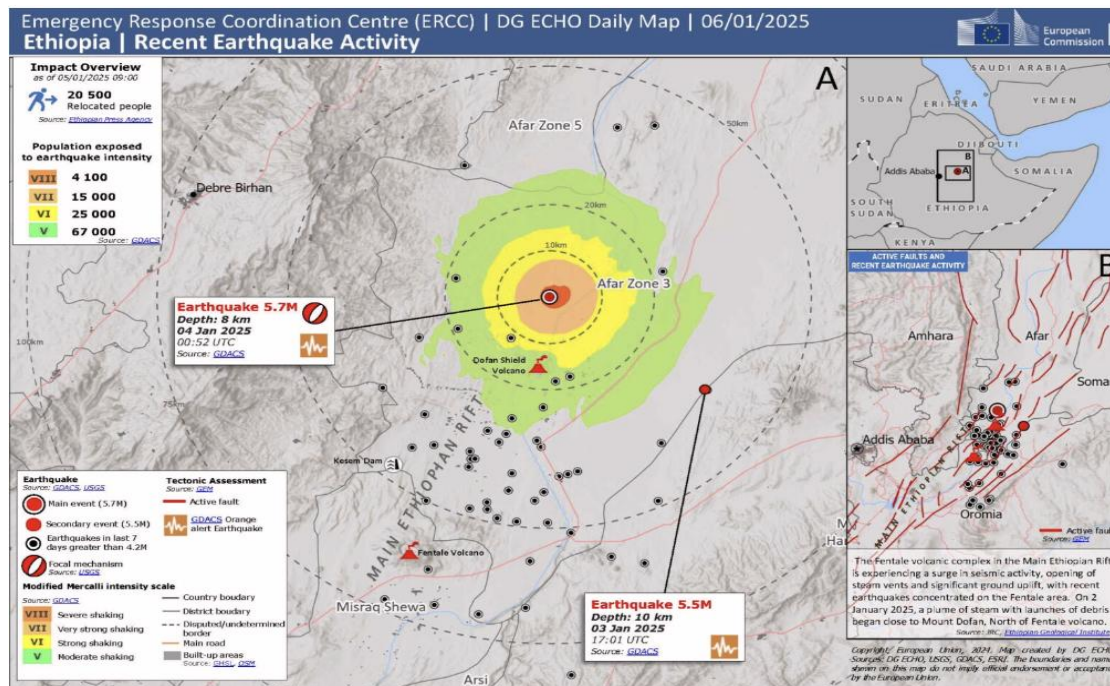 Emergency Response Coordination Centre (ERCC) | DG ECHO Daily Map | 06/01/2025
Ethiopia | Recent Earthquake Activity
European
Commission
Impact Overview
as of 05/01/2025 09:00
20 500
Relocated people
Source: Ethiopian Press Agency
Population exposed
to earthquake intensity
VIII 4 100
VII 15 000
VI 25 000
V 67 000
Source: GDACS
A
Afar Zone 5
50km
Debre Birhan
20km
10km
Afar Zone 3
Earthquake 5.7M
Depth: 8 km
04 Jan 2025
00:52 UTC
Source: GDACS
100km
75km
Dofan Shield
Volcano
MAIN ETHIOPIAN RIFT
Kesem Dam
Fentale Volcano
Misraq Shewa
Arsi
Earthquake 5.5M
Depth: 10 km
03 Jan 2025
17:01 UTC
Source: GDACS
Earthquake
Source: GDACS, USGS
Main event (5.7M)
Secondary event (5.5M)
Earthquakes in last 7
days greater than 4.2M
Focal mechanism
Source: USGS
Modified Mercalli intensity scale
Source: GDACS
VIII Severe shaking
VII Very strong shaking
VI Strong shaking
V Moderate shaking
Tectonic Assessment
Source: GEM
Active fault
GDACS Orange
alert Earthquake
Country boudary
District boudary
Disputed/undetermined
border
Main road
Built-up areas
Source: GHSL, OSM
SAUDI ARABIA
SUDAN
ERITREA
YEMEN
DJIBOUTI
B
A
Addis Ababa
SOMALIA
SOUTH
SUDAN
ETHIOPIA
KENYA
ACTIVE FAULTS AND
RECENT EARTHQUAKE ACTIVITY
B
Amhara
Afar
Soma
Addis Ababa
MAIN ETHIOPIAN RIFT
Oromia
M
Har
Active fau
Source: GEM
The Fentale volcanic complex in the Main Ethiopian Rift
is experiencing a surge in seismic activity, opening of
steam vents and significant ground uplift, with recent
earthquakes concentrated on the Fentale area. On 2
January 2025, a plume of steam with launches of debris
began close to Mount Dofan, North of Fentale volcano.
Source: JRC, Ethiopian Geological Institute
Copyright, European Union, 2024. Map created by DG ECHO
Sources: DG ECHO, USGS, GDACS, ESRI. The boundaries and name
shown on this map do not imply official endorsement or acceptan
by the European Union.